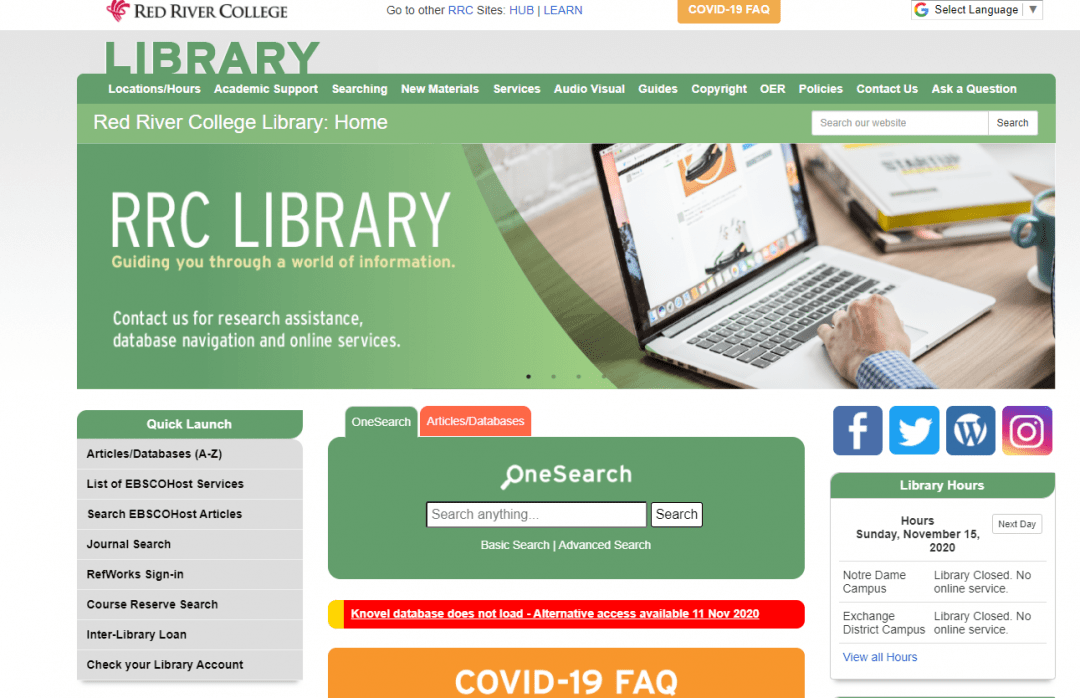 RED RIVER COLLEGE
Go to other RRC Sites: HUB | LEARN
COVID-19 FAQ
Select Language ▼
LIBRARY
Locations/Hours Academic Support Searching New Materials Services Audio Visual Guides Copyright OER Policies Contact Us Ask a Question
Red River College Library: Home
Search our website
Search
RRC LIBRARY
Guiding you through a world of information.
Contact us for research assistance,
database navigation and online services.
STARTUP
Quick Launch
Articles/Databases (A-Z)
List of EBSCOHost Services
Search EBSCOHost Articles
Journal Search
RefWorks Sign-in
Course Reserve Search
Inter-Library Loan
Check your Library Account
OneSearch
Articles/Databases
OneSearch
Search anything...
Search
Basic Search | Advanced Search
Knovel database does not load - Alternative access available 11 Nov 2020
COVID-19 FAQ
Library Hours
Hours
Sunday, November 15,
2020
Next Day
Notre Dame
Campus
Library Closed. No
online service.
Exchange
District Campus
Library Closed. No
online service.
View all Hours